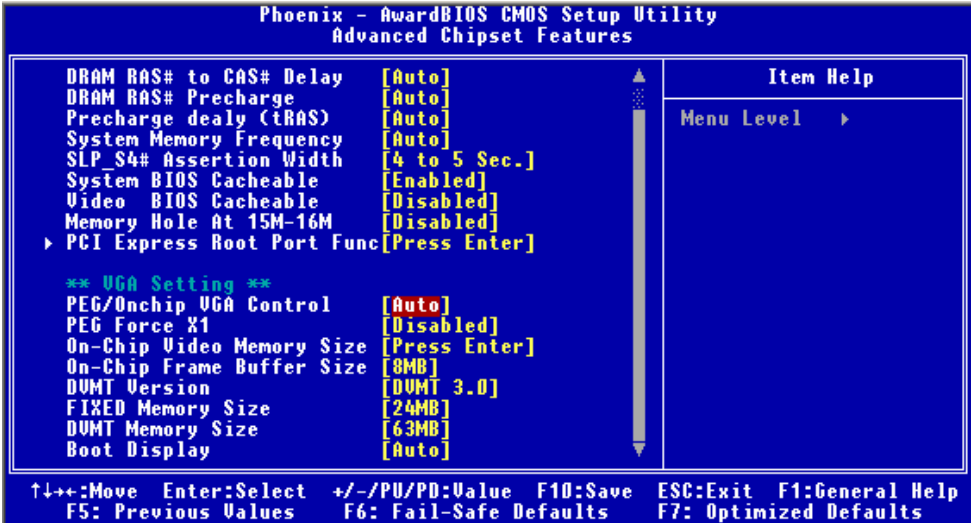 Phoenix - AwardBIOS CMOS Setup Utility
Advanced Chipset Features
DRAM RAS# to CAS# Delay [Auto]
DRAM RAS# Precharge [Auto]
Precharge dealy (tRAS) [Auto]
System Memory Frequency [Auto]
SLP_S4# Assertion Width [4 to 5 Sec.]
System BIOS Cacheable [Enabled]
Video BIOS Cacheable [Disabled]
Memory Hole At 15M-16M [Disabled]
PCI Express Root Port Func[Press Enter]
** VGA Setting **
PEG/Onchip VGA Control [Auto]
PEG Force X1 [Disabled]
On-Chip Video Memory Size [Press Enter]
On-Chip Frame Buffer Size [8MB]
DVMT Version [DVMT 3.0]
FIXED Memory Size [24MB]
DVMT Memory Size [63MB]
Boot Display [Auto]
Item Help
Menu Level ▸
↑↓→←:Move Enter:Select +/-/PU/PD:Value F10:Save ESC:Exit F1:General Help
F5: Previous Values F6: Fail-Safe Defaults F7: Optimized Defaults